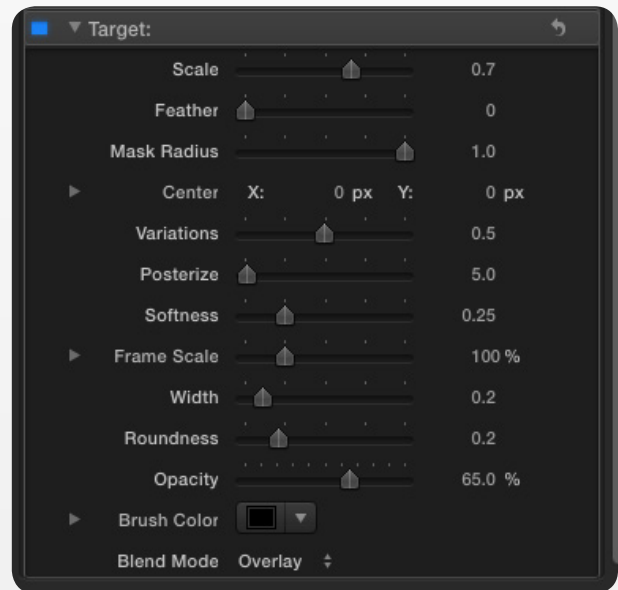 Target:
Scale 0.7
Feather 0
Mask Radius 1.0
Center X: 0 px Y: 0 px
Variations 0.5
Posterize 5.0
Softness 0.25
Frame Scale 100 %
Width 0.2
Roundness 0.2
Opacity 65.0 %
Brush Color
Blend Mode Overlay